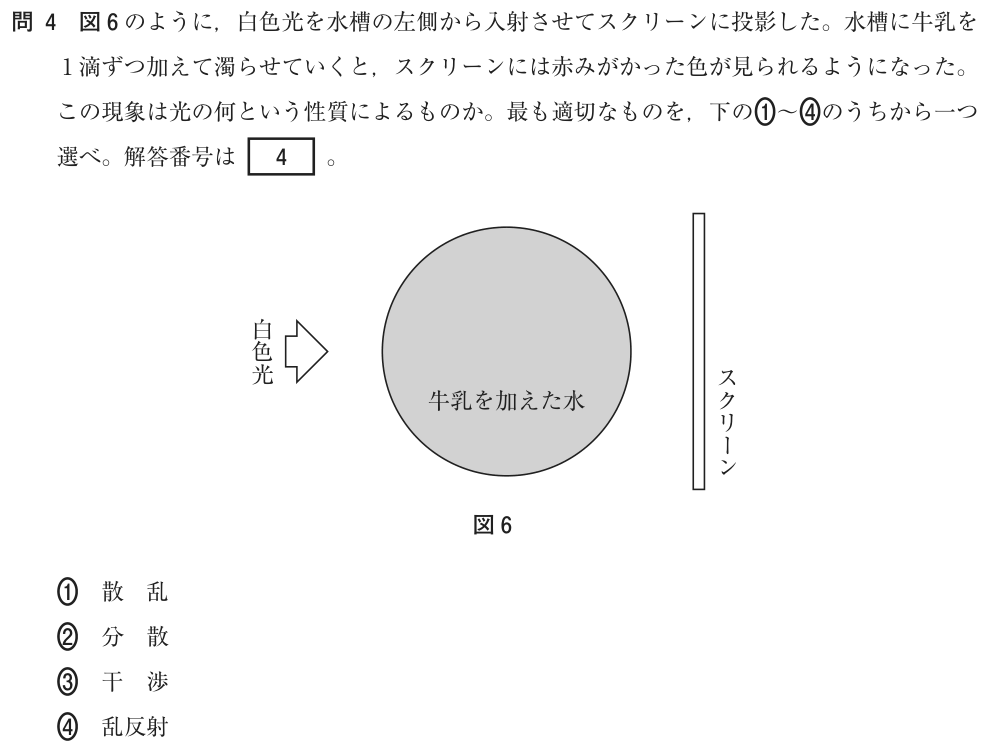 問 4 図6のように，白色光を水槽の左側から入射させてスクリーンに投影した。水槽に牛乳を
1滴ずつ加えて濁らせていくと，スクリーンには赤みがかった色が見られるようになった。
この現象は光の何という性質によるものか。最も適切なものを，下の①～④のうちから一つ
選べ。解答番号は 4 。
白色光
牛乳を加えた水
スクリーン
図6
① 散 乱
② 分 散
③ 干 渉
④ 乱反射